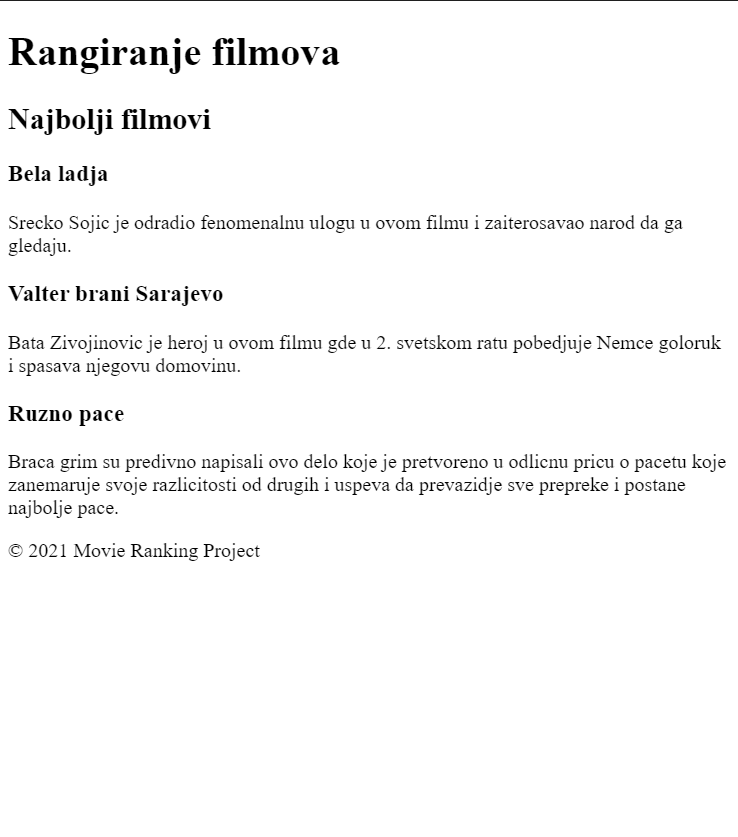 Rangiranje filmova
Najbolji filmovi
Bela ladja
Srecko Sojic je odradio fenomenalnu ulogu u ovom filmu i zaiterosavao narod da ga
gledaju.
Valter brani Sarajevo
Bata Zivojinovic je heroj u ovom filmu gde u 2. svetskom ratu pobedjuje Nemce goloruk
i spasava njegovu domovinu.
Ruzno pace
Braca grim su predivno napisali ovo delo koje je pretvoreno u odlicnu pricu o pacetu koje
zanemaruje svoje razlicitosti od drugih i uspeva da prevazidje sve prepreke i postane
najbolje pace.
© 2021 Movie Ranking Project